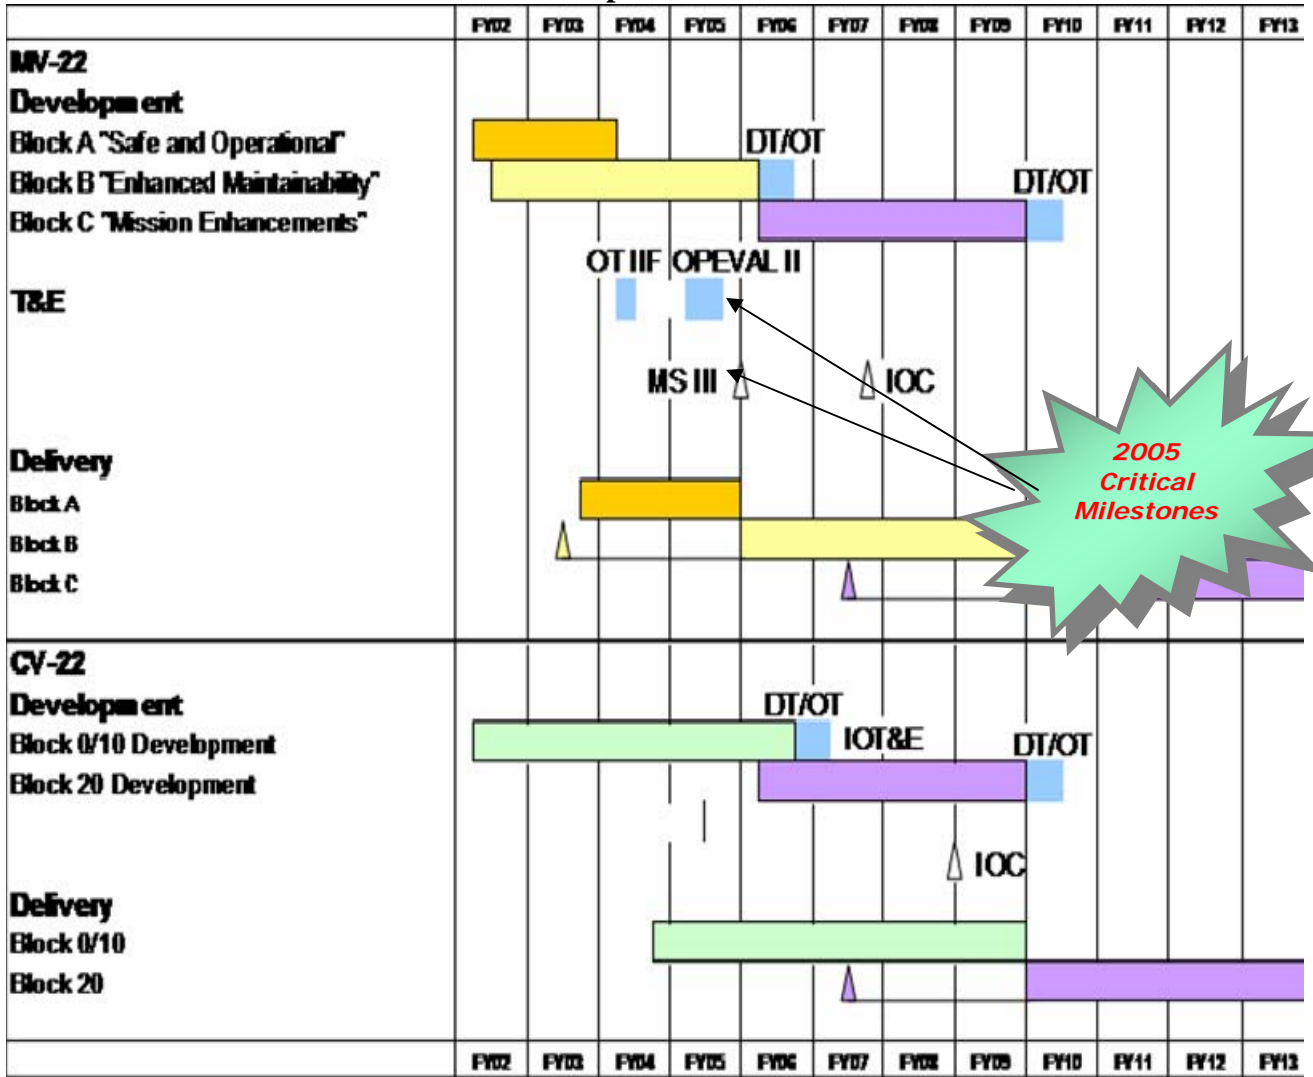 FY02 FY03 FY04 FY05 FY06 FY07 FY08 FY09 FY10 FY11 FY12 FY13
MV-22
Development
Block A "Safe and Operational"
DT/OT
Block B "Enhanced Maintainability"
DT/OT
Block C "Mission Enhancements"
OT IIF OPEVAL II
T&E
MS III
IOC
2005
Critical
Milestones
Delivery
Block A
Block B
Block C
CV-22
Development
DT/OT
Block 0/10 Development
IOT&E
DT/OT
Block 20 Development
IOC
Delivery
Block 0/10
Block 20
FY02 FY03 FY04 FY05 FY06 FY07 FY08 FY09 FY10 FY11 FY12 FY13